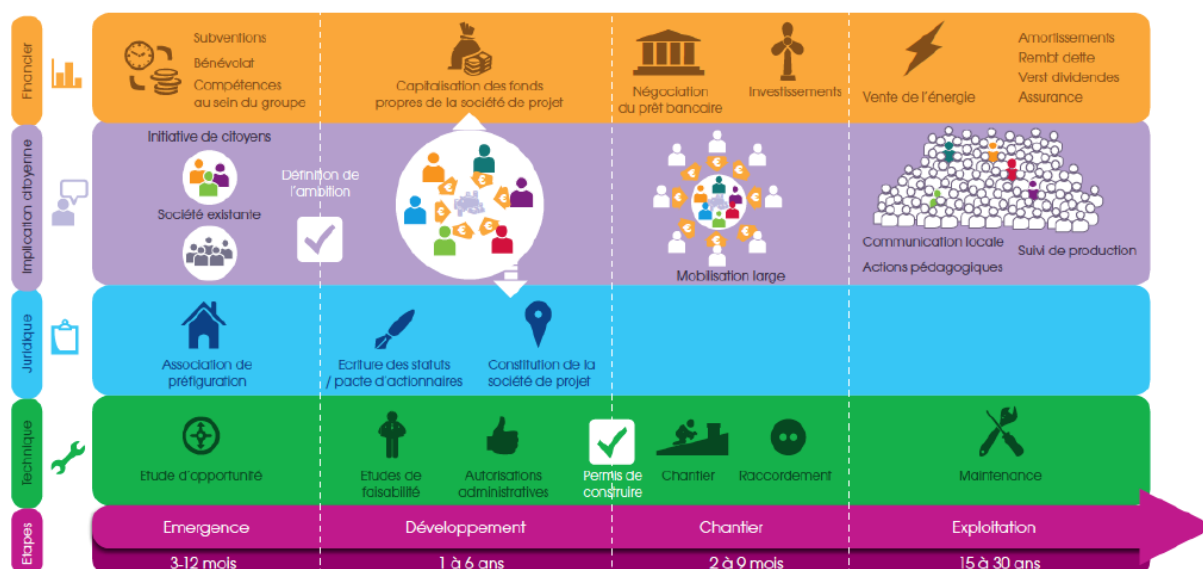 Financier
Subventions
Bénévolat
Compétences
au sein du groupe
Capitalisation des fonds
propres de la société de projet
Négociation
du prêt bancaire
Investissements
Vente de l'énergie
Amortissements
Rembt dette
Verst dividendes
Assurance
Implication citoyenne
Initiative de citoyens
Société existante
Définition de
l'ambition
€
€
€
€
€
€
€
€
€
€
€
€
€
€
Mobilisation large
Communication locale
Actions pédagogiques
Suivi de production
Juridique
Association de
préfiguration
Ecriture des statuts
/ pacte d'actionnaires
Constitution de la
société de projet
Technique
Etude d'opportunité
Etudes de
faisabilité
Autorisations
administratives
Permis de
construire
Chantier
Raccordement
Maintenance
Etapes
Emergence
Développement
Chantier
Exploitation
3-12 mois
1 à 6 ans
2 à 9 mois
15 à 30 ans